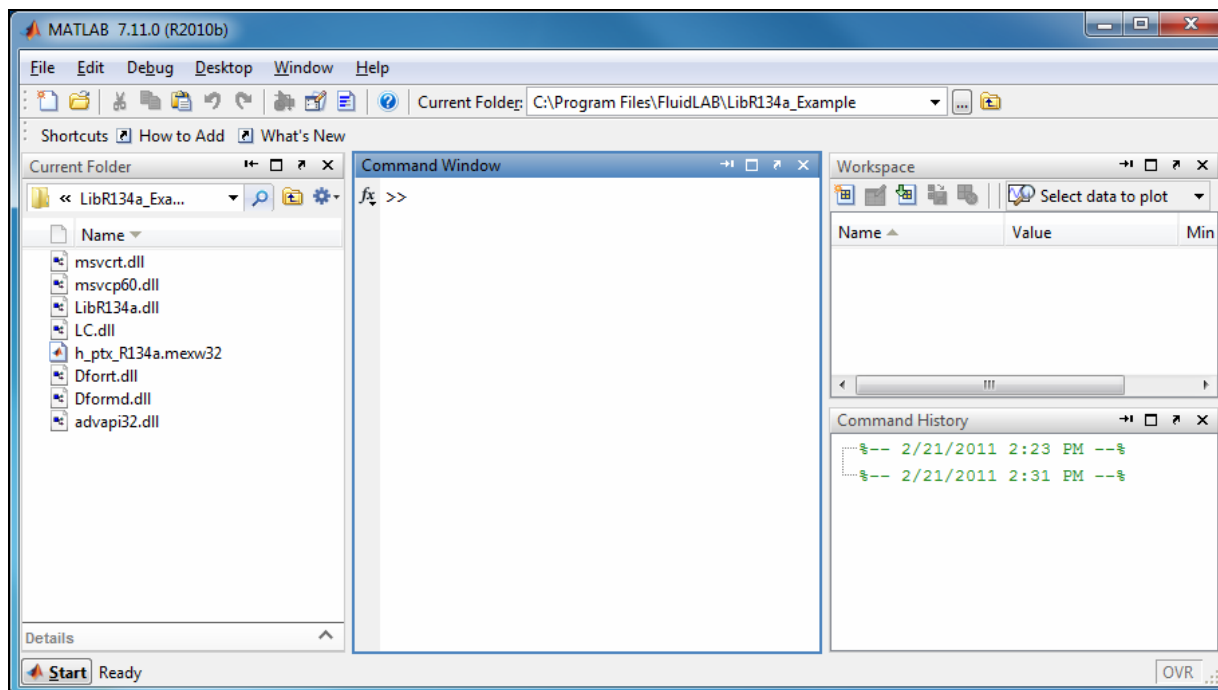 MATLAB 7.11.0 (R2010b)
File Edit Debug Desktop Window Help
Current Folder: C:\Program Files\FluidLAB\LibR134a_Example
Shortcuts How to Add What's New
Current Folder
« LibR134a_Exa...
Name
msvcrt.dll
msvcp60.dll
LibR134a.dll
LC.dll
h_ptx_R134a.mexw32
Dforrt.dll
Dformd.dll
advapi32.dll
Details
Command Window
fx >>
Workspace
Select data to plot
Name Value Min
Command History
%-- 2/21/2011 2:23 PM --%
%-- 2/21/2011 2:31 PM --%
Start Ready
OVR